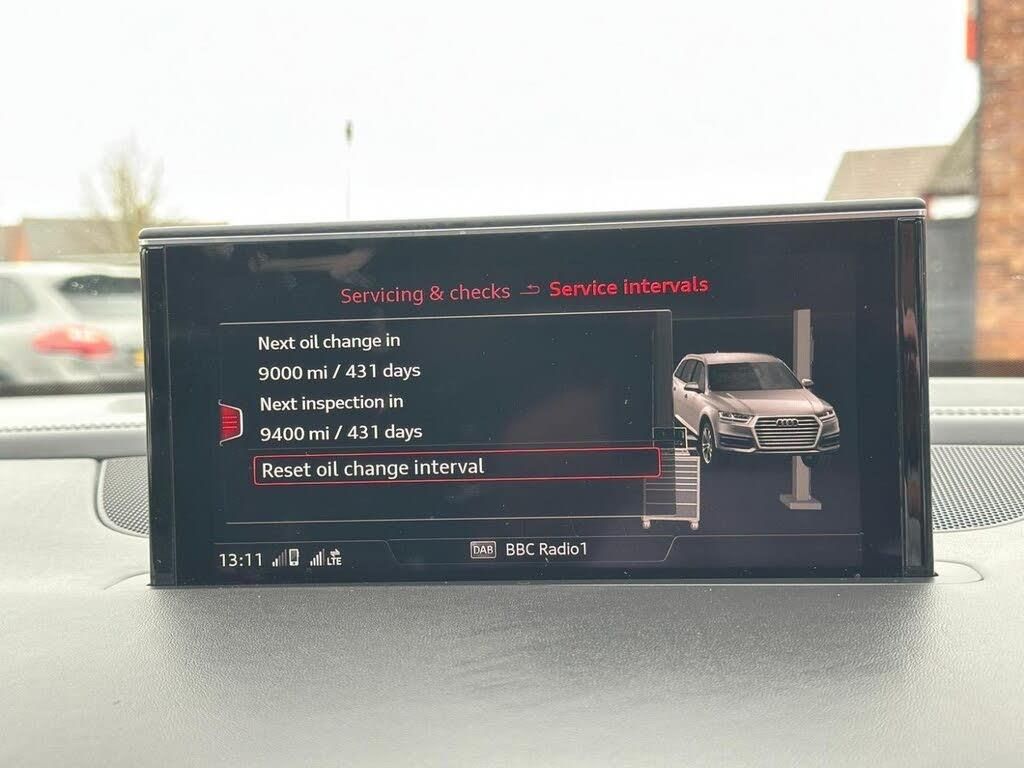 Servicing & checks Service intervals
Next oil change in
9000 mi / 431 days
Next inspection in
9400 mi / 431 days
Reset oil change interval
13:11 LTE DAB BBC Radio1